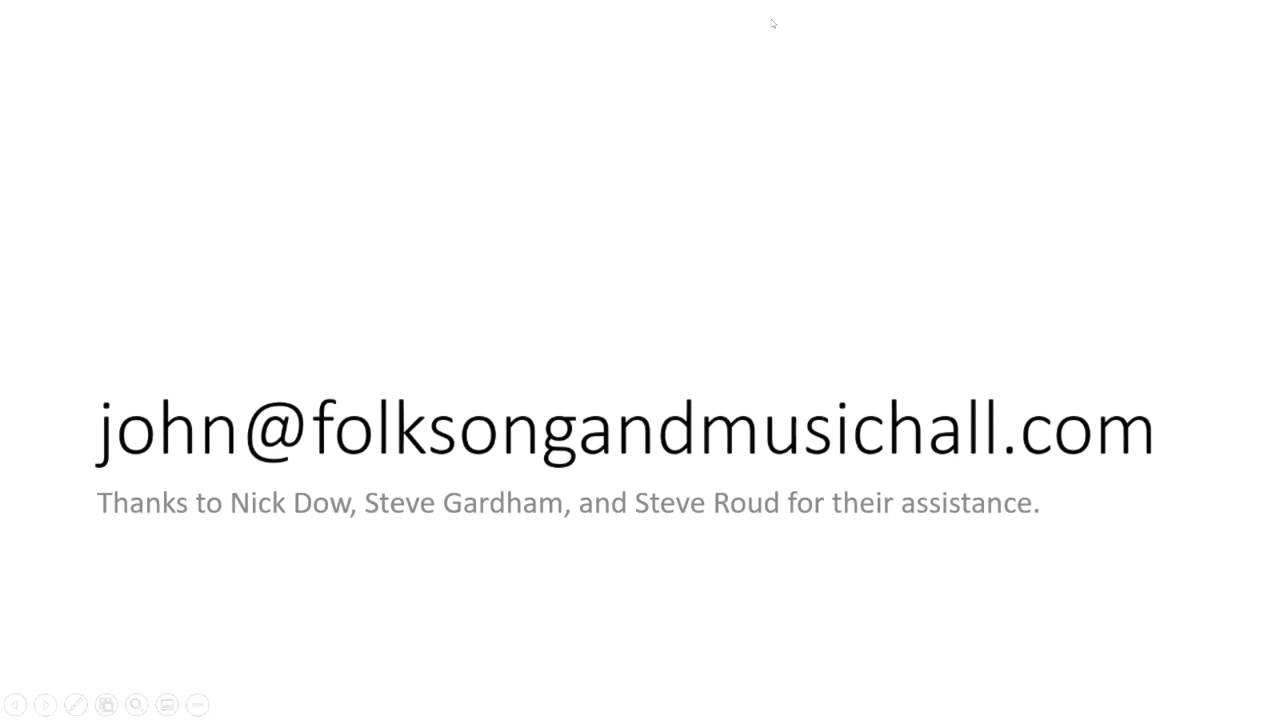 john@folksongandmusichall.com
Thanks to Nick Dow, Steve Gardham, and Steve Roud for their assistance.